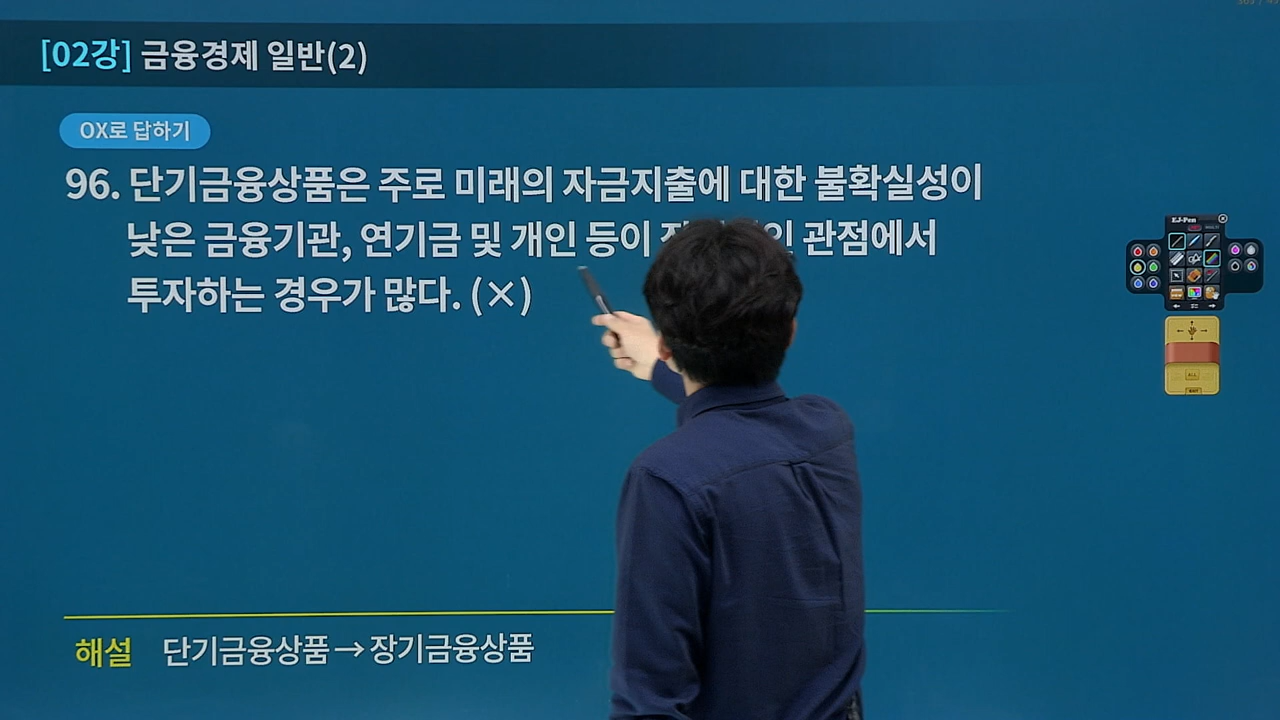 [02강] 금융경제 일반(2)
OX로 답하기
96. 단기금융상품은 주로 미래의 자금지출에 대한 불확실성이
낮은 금융기관, 연기금 및 개인 등이 관점에서
투자하는 경우가 많다. (×)
해설 단기금융상품→장기금융상품
EJ-Pen
ALL
EXIT